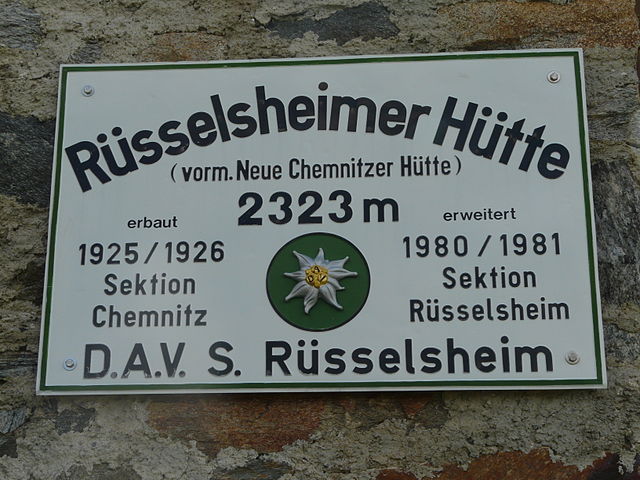 Rüsselsheimer Hütte
(vorm. Neue Chemnitzer Hütte)
2323 m
erbaut
1925/1926
Sektion
Chemnitz
erweitert
1980/1981
Sektion
Rüsselsheim
D.A.V. S. Rüsselsheim